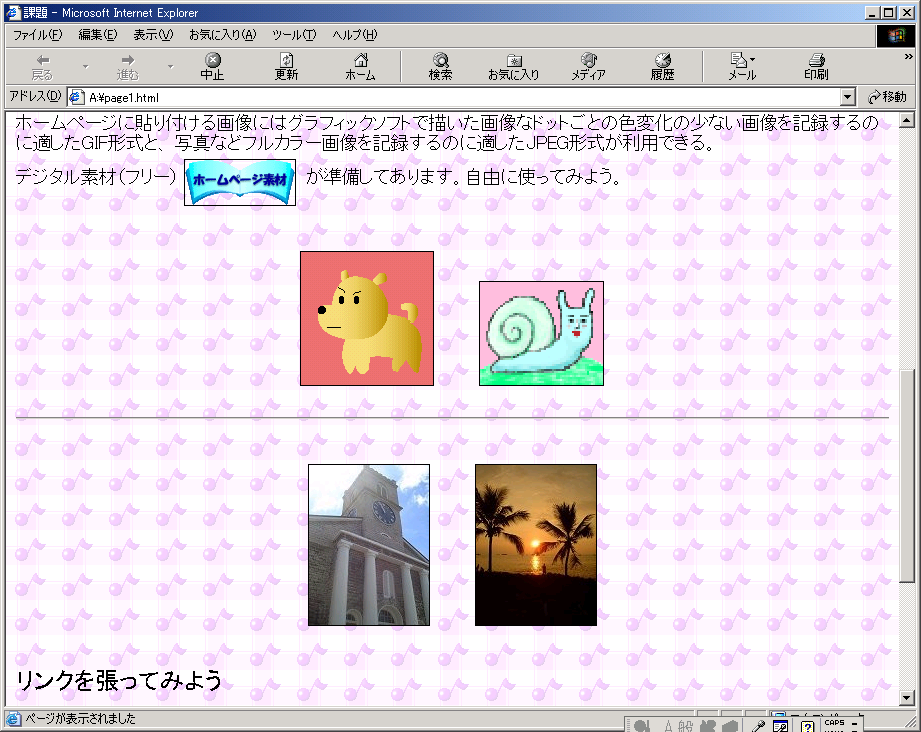 課題 - Microsoft Internet Explorer
ファイル(F) 編集(E) 表示(V) お気に入り(A) ツール(T) ヘルプ(H)
戻る 進む 中止 更新 ホーム 検索 お気に入り メディア 履歴 メール 印刷
アドレス(D) A:¥page1.html 移動
ホームページに貼り付ける画像にはグラフィックソフトで描いた画像なドットごとの色変化の少ない画像を記録するの
に適したGIF形式と、写真などフルカラー画像を記録するのに適したJPEG形式が利用できる。
デジタル素材（フリー） ホームページ素材 が準備してあります。自由に使ってみよう。
リンクを張ってみよう
ページが表示されました
A 般 CAPS